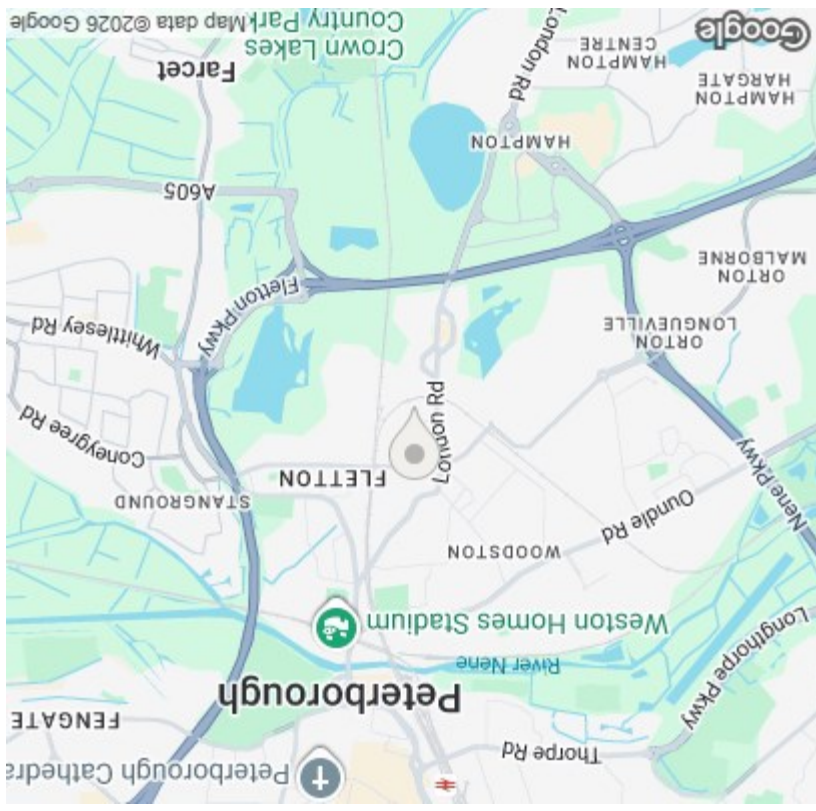 Peterborough Cathedra
Thorpe Rd
FENGATE
Peterborough
Longthorpe Pkwy
River Nene
Weston Homes Stadium
WOODSTON
Nene Pkwy
Oundle Rd
STANGROUND
FLETTON
London Rd
Coneygree Rd
ORTON
LONGUEVILLE
Whittlesey Rd
Fletton Pkwy
ORTON
MALBORNE
A605
HAMPTON
HAMPTON
HARGATE
HAMPTON
CENTRE
London Rd
Farcet
Crown Lakes
Country Park
Google
Map data ©2026 Google